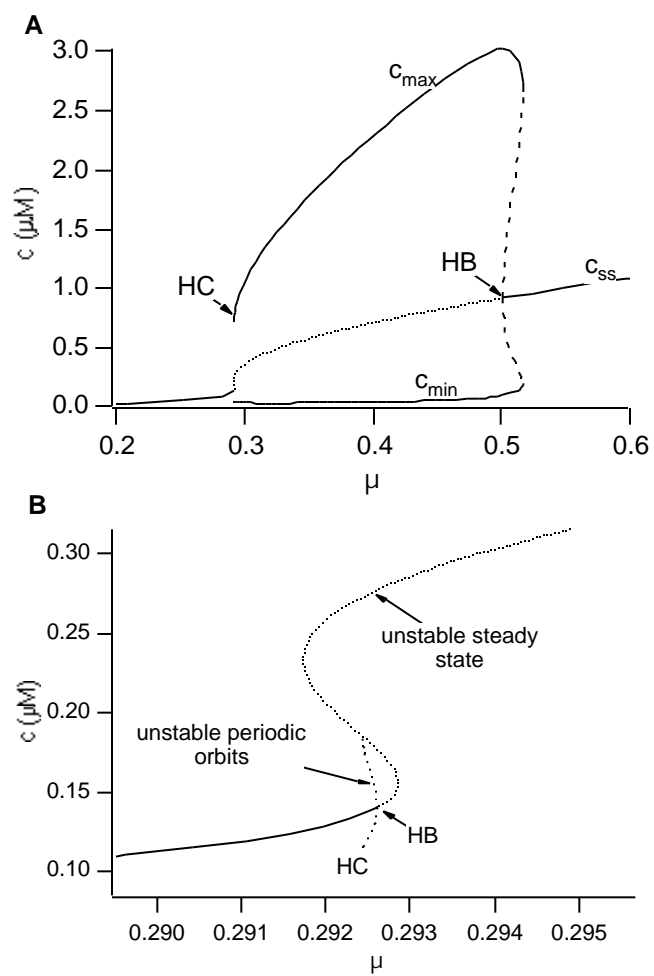 A
3.0
2.5
2.0
1.5
1.0
0.5
0.0
c (µM)
c_max
HC
HB
c_ss
c_min
0.2 0.3 0.4 0.5 0.6
µ
B
0.30
0.25
0.20
0.15
0.10
c (µM)
unstable steady
state
unstable periodic
orbits
HB
HC
0.290 0.291 0.292 0.293 0.294 0.295
µ